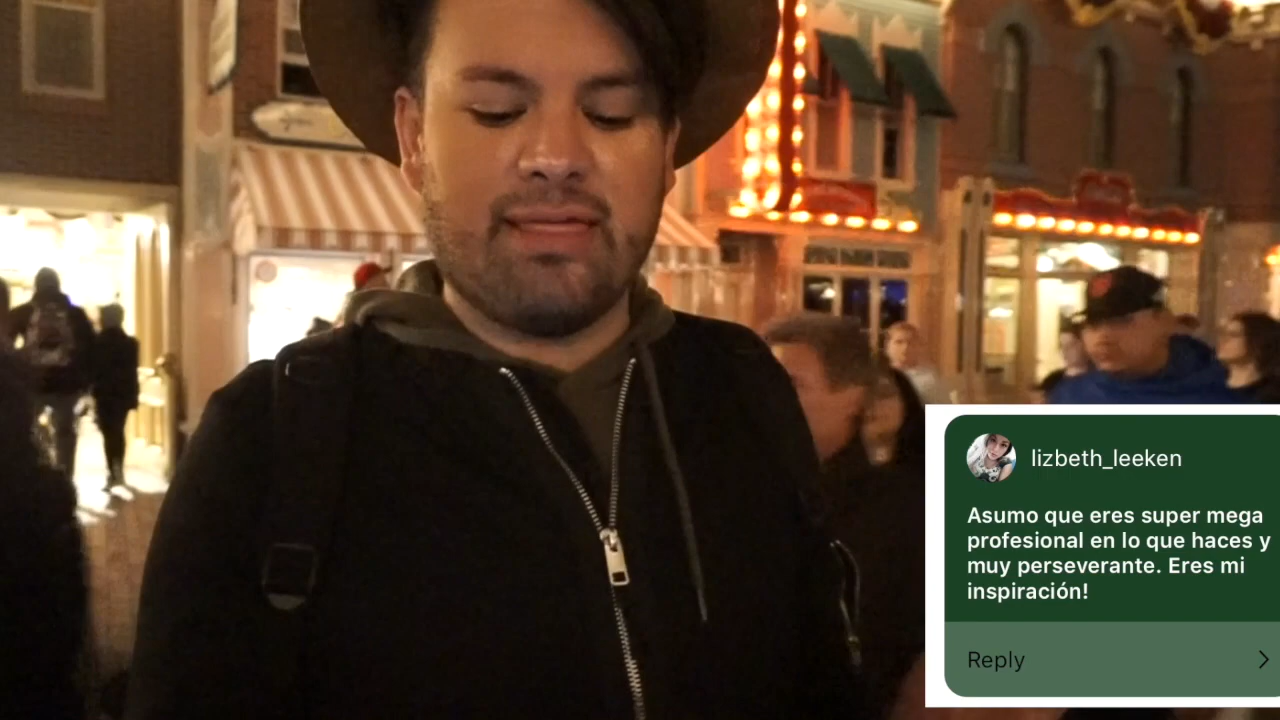 lizbeth_leeken
Asumo que eres super mega
profesional en lo que haces y
muy perseverante. Eres mi
inspiración!
Reply